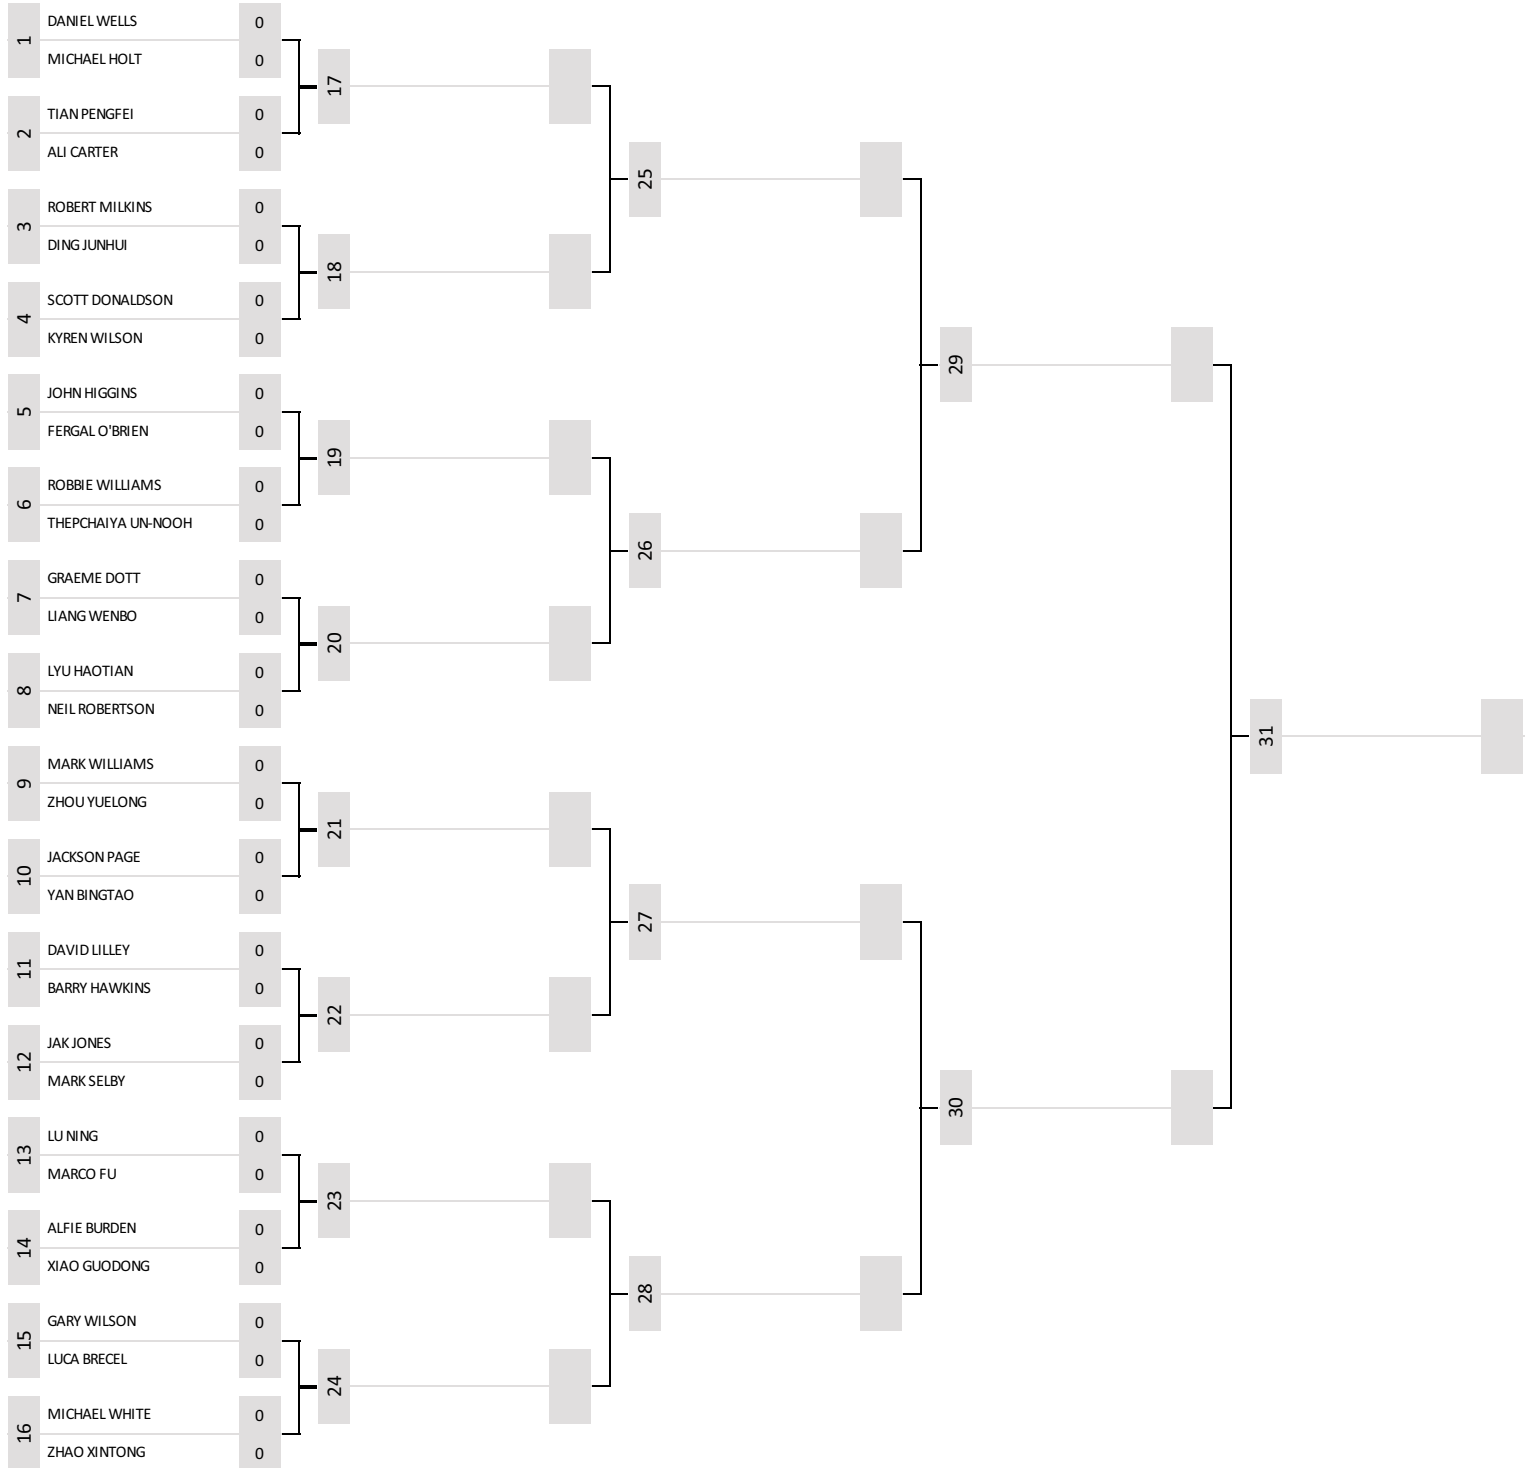 1
DANIEL WELLS 0
MICHAEL HOLT 0
17
2
TIAN PENGFEI 0
ALI CARTER 0
25
3
ROBERT MILKINS 0
DING JUNHUI 0
18
4
SCOTT DONALDSON 0
KYREN WILSON 0
29
5
JOHN HIGGINS 0
FERGAL O'BRIEN 0
19
6
ROBBIE WILLIAMS 0
THEPCHAIYA UN-NOOH 0
26
7
GRAEME DOTT 0
LIANG WENBO 0
20
8
LYU HAOTIAN 0
NEIL ROBERTSON 0
31
9
MARK WILLIAMS 0
ZHOU YUELONG 0
21
10
JACKSON PAGE 0
YAN BINGTAO 0
27
11
DAVID LILLEY 0
BARRY HAWKINS 0
22
12
JAK JONES 0
MARK SELBY 0
30
13
LU NING 0
MARCO FU 0
23
14
ALFIE BURDEN 0
XIAO GUODONG 0
28
15
GARY WILSON 0
LUCA BRECEL 0
24
16
MICHAEL WHITE 0
ZHAO XINTONG 0